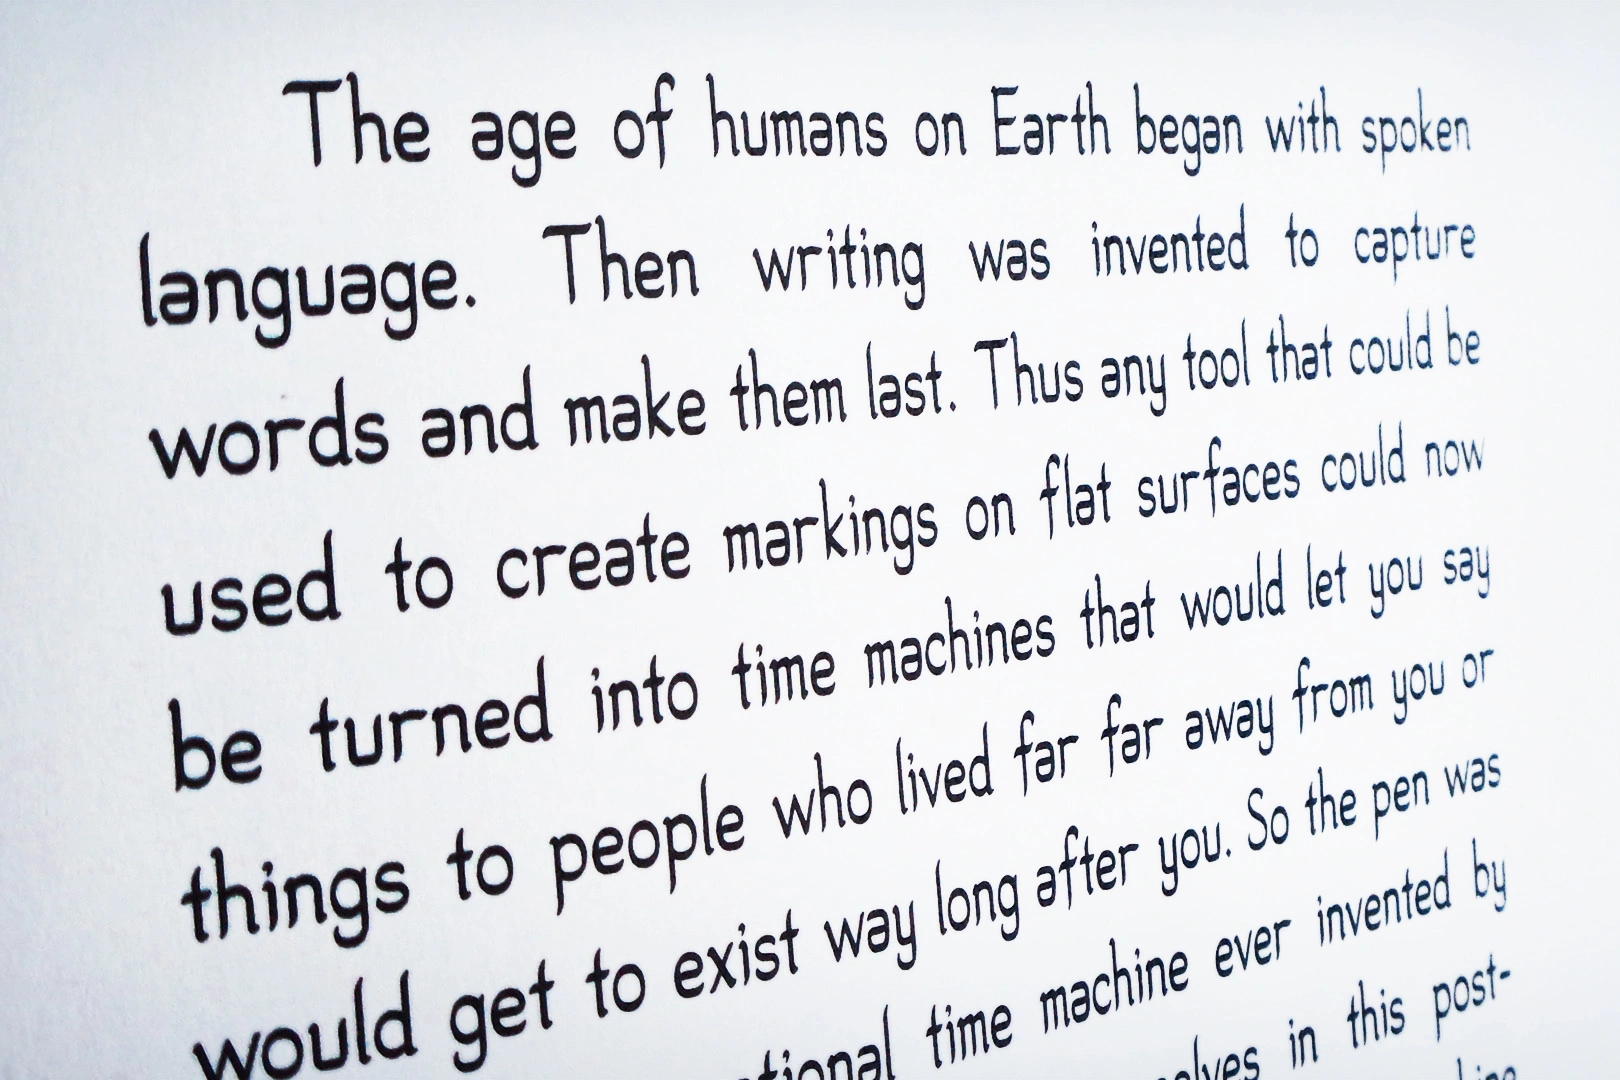 The age of humans on Earth began with spoken
language. Then writing was invented to capture
words and make them last. Thus any tool that could be
used to create markings on flat surfaces could now
be turned into time machines that would let you say
things to people who lived far far away from you or
would get to exist way long after you. So the pen was
time machine ever invented by
in this post-